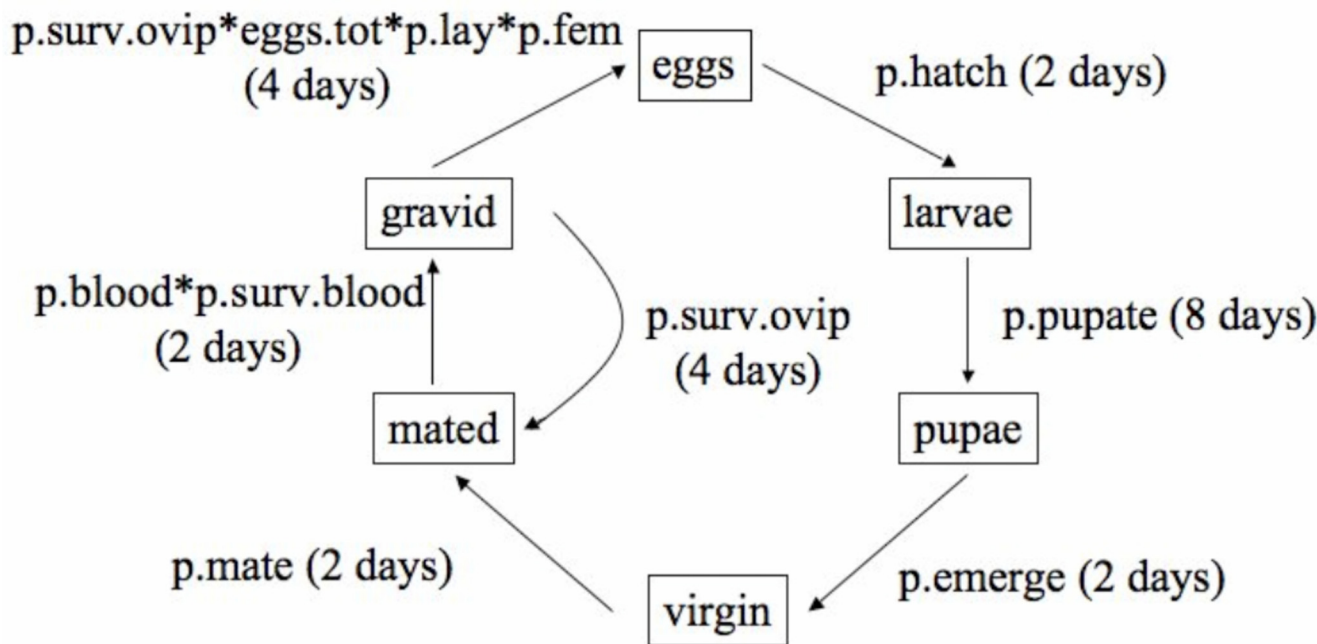 p.surv.ovip*eggs.tot*p.lay*p.fem
(4 days)
eggs
p.hatch (2 days)
gravid
larvae
p.blood*p.surv.blood
(2 days)
p.surv.ovip
(4 days)
p.pupate (8 days)
mated
pupae
p.mate (2 days)
p.emerge (2 days)
virgin